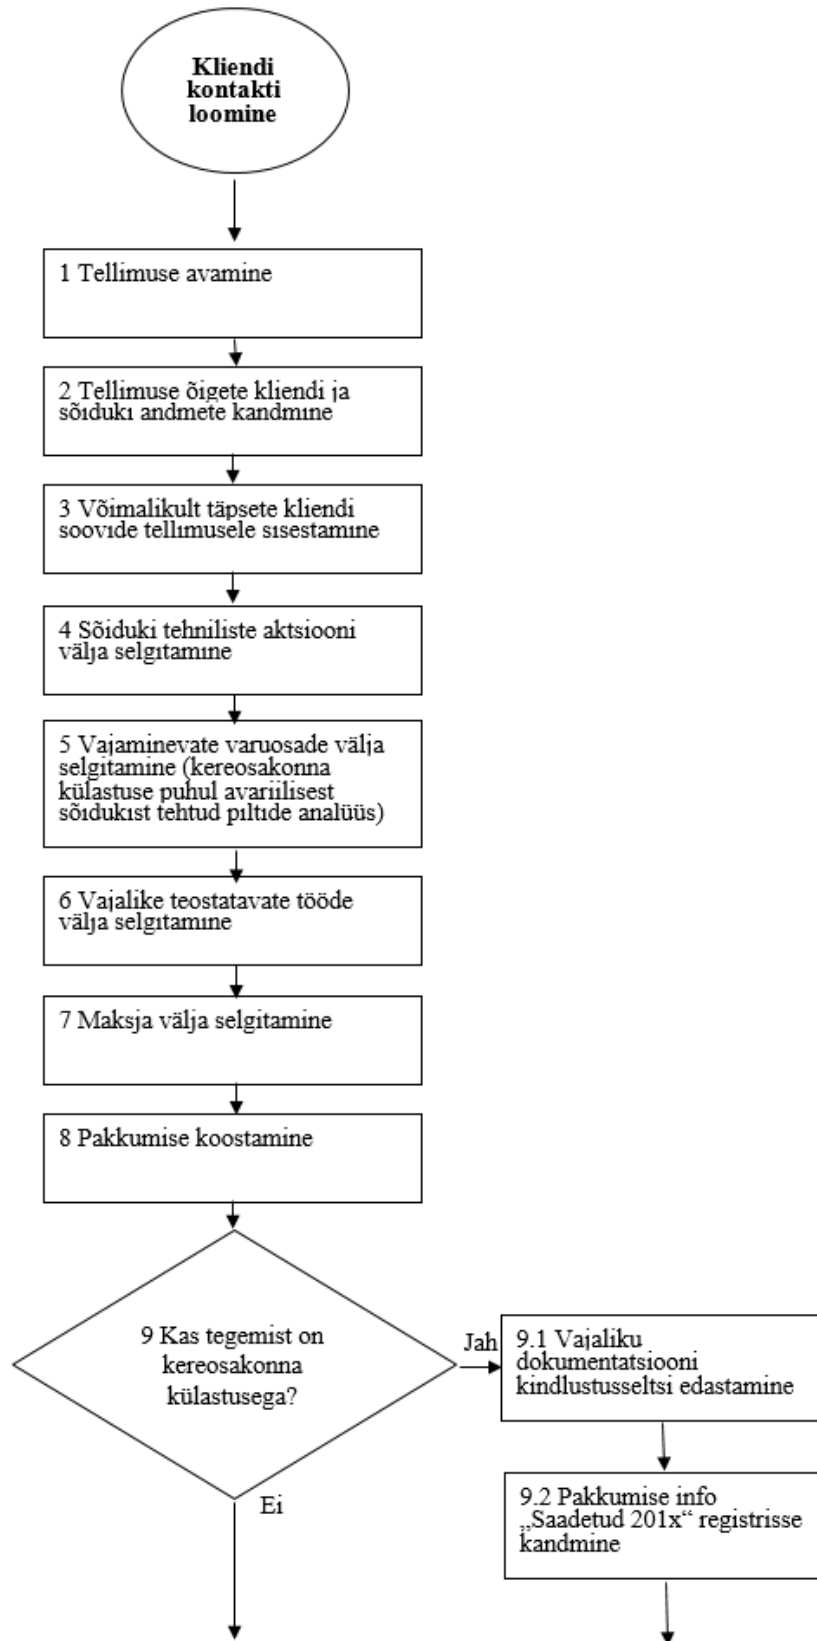 Kliendi
kontakti
loomine
1 Tellimuse avamine
2 Tellimuse õigete kliendi ja
sõiduki andmete kandmine
3 Võimalikult täpsete kliendi
soovide tellimusele sisestamine
4 Sõiduki tehniliste aktsiooni
välja selgitamine
5 Vajaminevate varuosade välja
selgitamine (kereosakonna
külastuse puhul avariilisest
sõidukist tehtud piltide analüüs)
6 Vajalike teostatavate tööde
välja selgitamine
7 Maksja välja selgitamine
8 Pakkumise koostamine
9 Kas tegemist on
kereosakonna
külastusega?
Jah
9.1 Vajaliku
dokumentatsiooni
kindlustusseltsi edastamine
Ei
9.2 Pakkumise info
„Saadetud 201x“ registrisse
kandmine